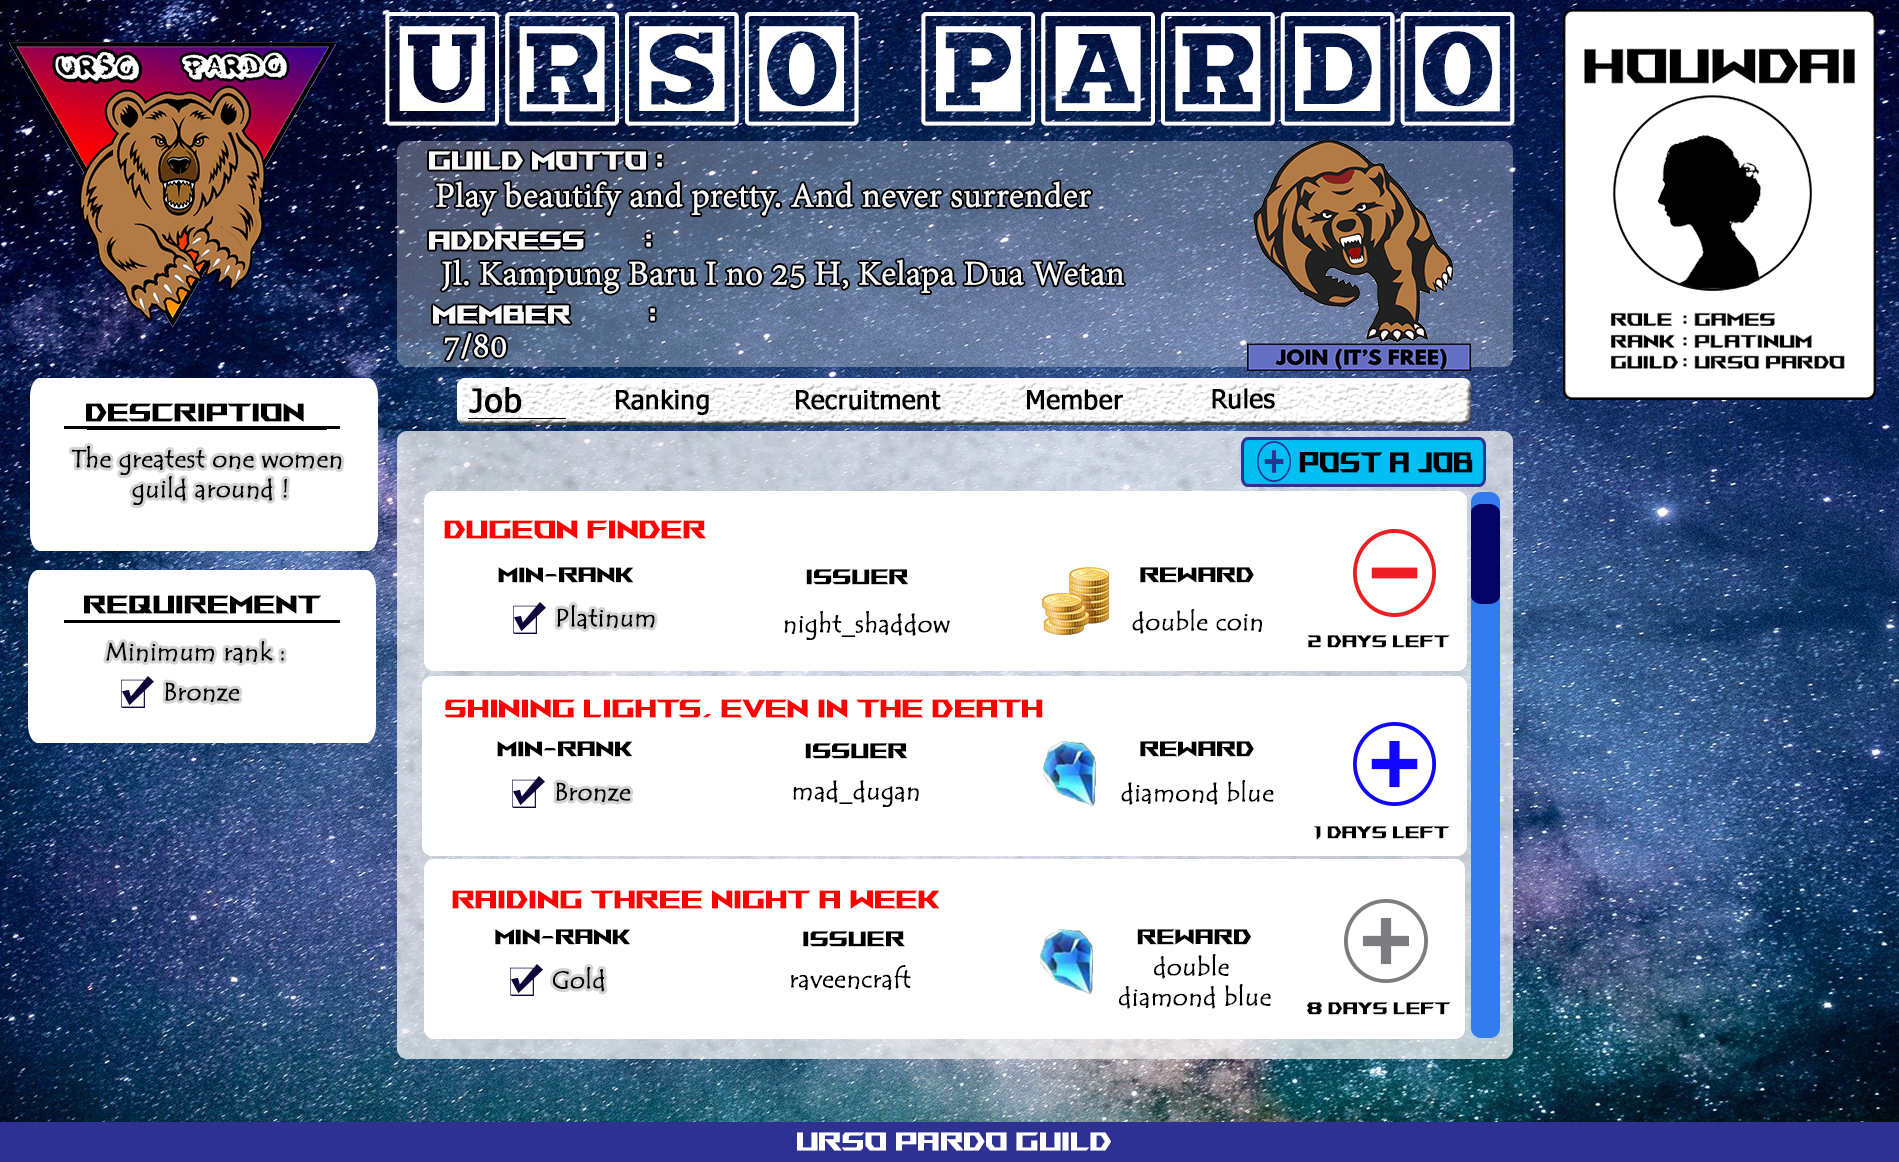 URSO PARDO
URSO PARDO
GUILD MOTTO :
Play beautify and pretty. And never surrender
ADDRESS :
Jl. Kampung Baru I no 25 H, Kelapa Dua Wetan
MEMBER :
7/80
JOIN (IT'S FREE)
HOUWDAI
ROLE : GAMES
RANK : PLATINUM
GUILD : URSO PARDO
DESCRIPTION
The greatest one women
guild around !
REQUIREMENT
Minimum rank :
Bronze
Job Ranking Recruitment Member Rules
POST A JOB
DUGEON FINDER
MIN-RANK ISSUER REWARD
Platinum night_shaddow double coin
2 DAYS LEFT
SHINING LIGHTS, EVEN IN THE DEATH
MIN-RANK ISSUER REWARD
Bronze mad_dugan diamond blue
1 DAYS LEFT
RAIDING THREE NIGHT A WEEK
MIN-RANK ISSUER REWARD
Gold raveencraft double
diamond blue
8 DAYS LEFT
URSO PARDO GUILD